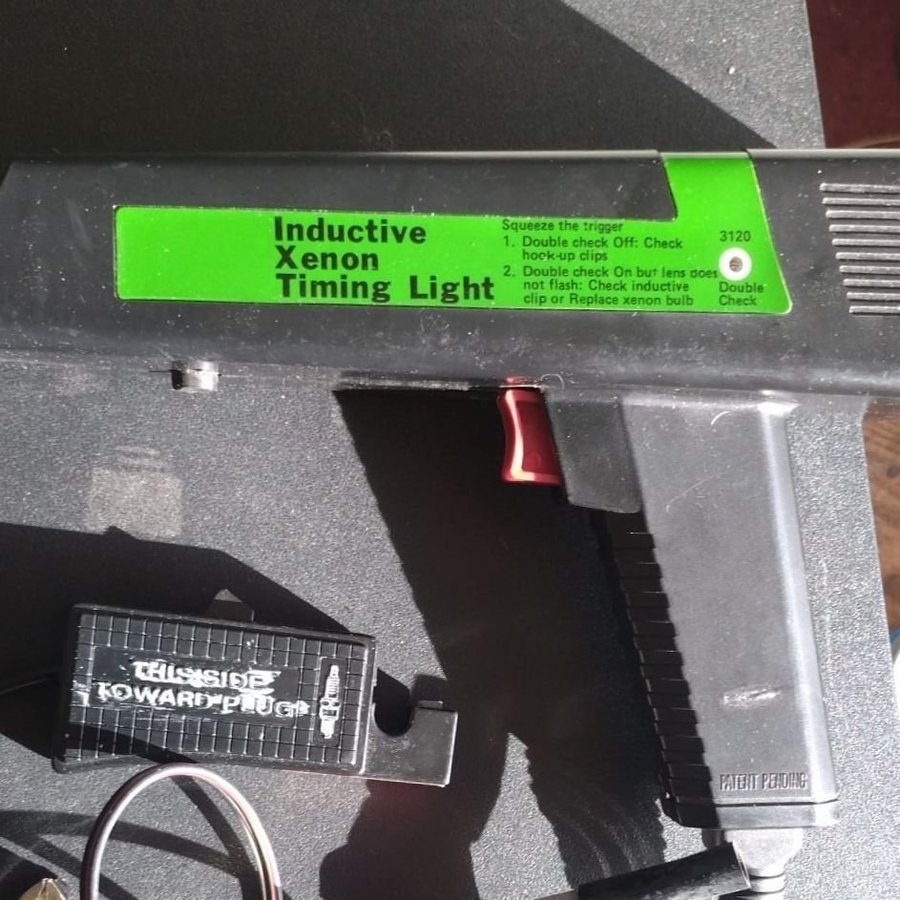 Inductive
Xenon
Timing Light
Squeeze the trigger
1. Double check Off: Check
hook-up clips
2. Double check On but lens does
not flash: Check inductive
clip or Replace xenon bulb
3120
Double
Check
THIS SIDE
TOWARD PLUG
PATENT PENDING